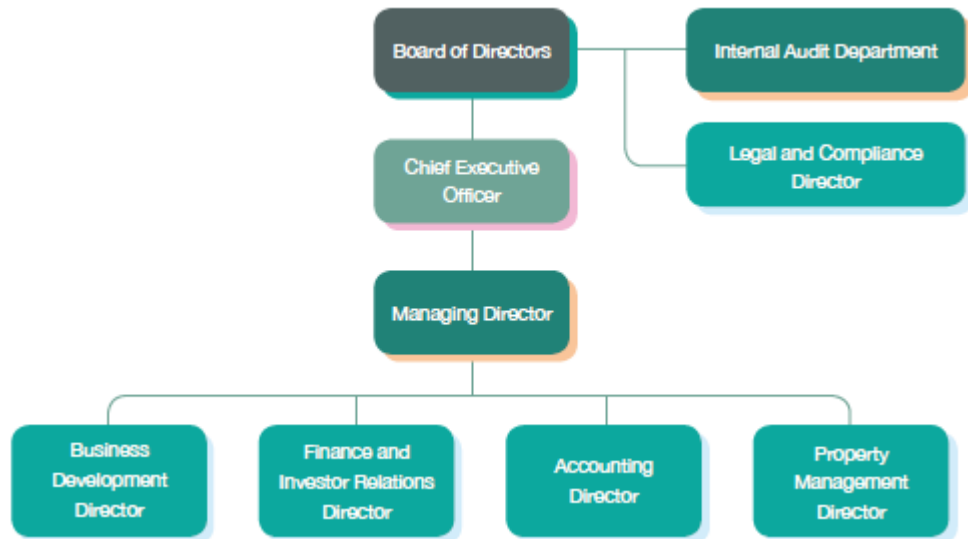 Board of Directors
Internal Audit Department
Legal and Compliance
Director
Chief Executive
Officer
Managing Director
Business
Development
Director
Finance and
Investor Relations
Director
Accounting
Director
Property
Management
Director